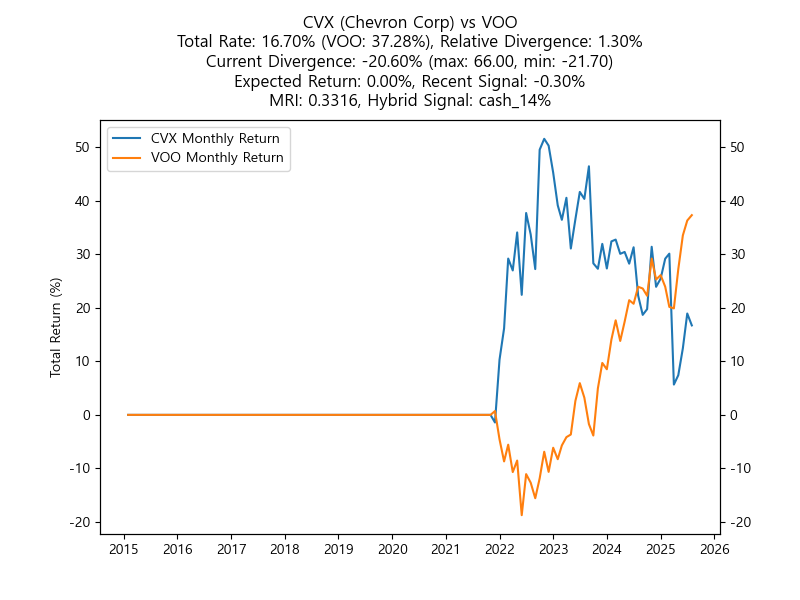 CVX (Chevron Corp) vs VOO
Total Rate: 16.70% (VOO: 37.28%), Relative Divergence: 1.30%
Current Divergence: -20.60% (max: 66.00, min: -21.70)
Expected Return: 0.00%, Recent Signal: -0.30%
MRI: 0.3316, Hybrid Signal: cash_14%
CVX Monthly Return
VOO Monthly Return
Total Return (%)
50
40
30
20
10
0
-10
-20
50
40
30
20
10
0
-10
-20
2015 2016 2017 2018 2019 2020 2021 2022 2023 2024 2025 2026